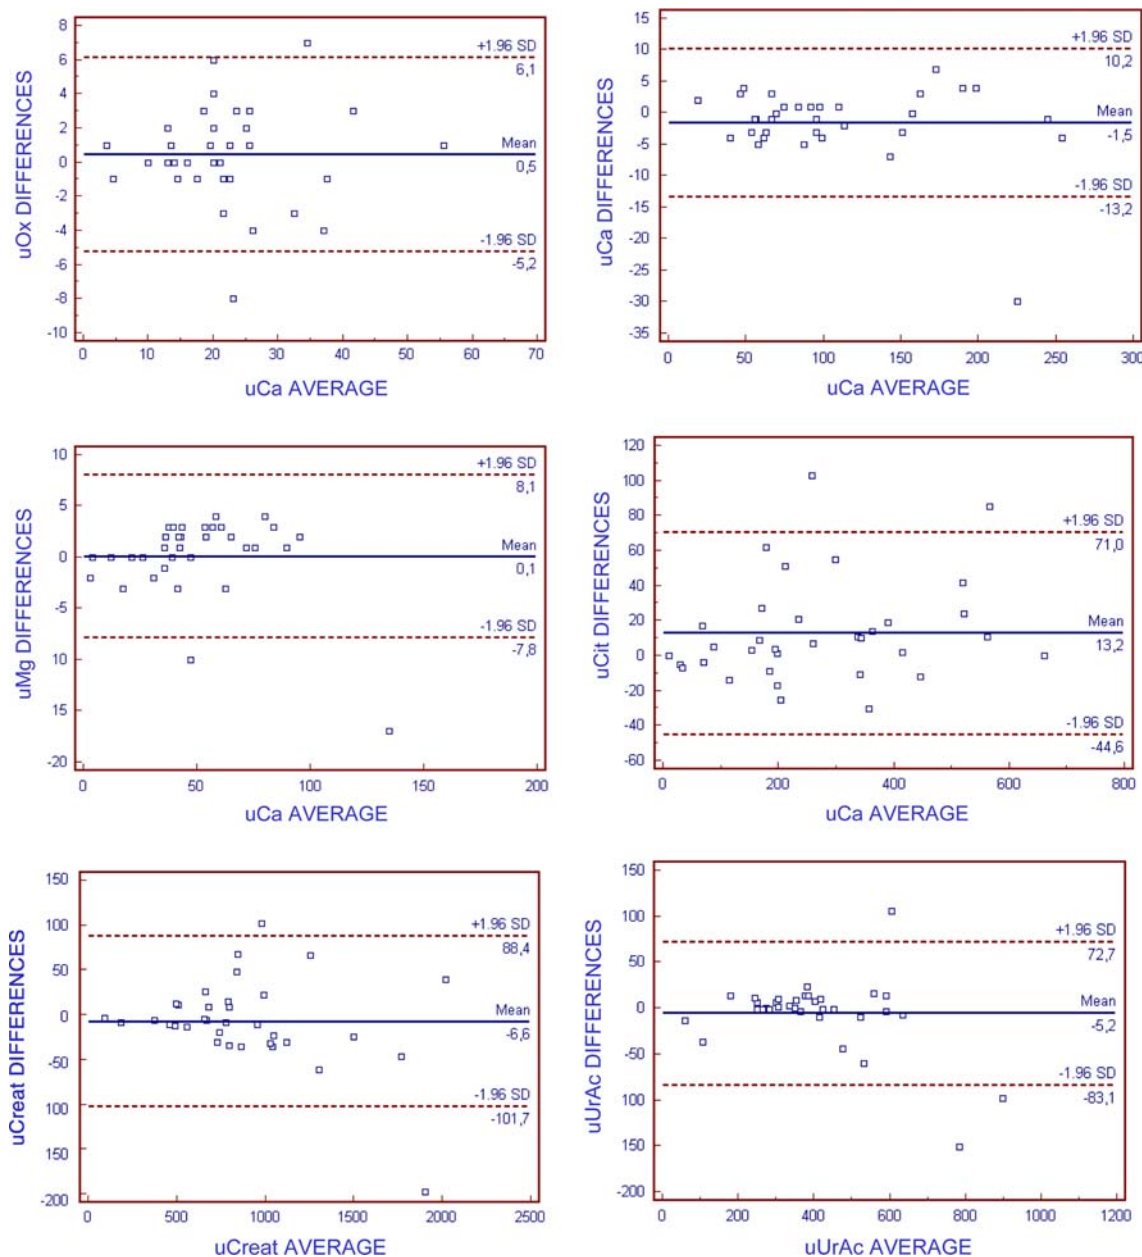 8
6
4
2
0
-2
-4
-6
-8
-10
uOx DIFFERENCES
+1.96 SD
6,1
Mean
0,5
-1.96 SD
-5,2
0 10 20 30 40 50 60 70
uCa AVERAGE
15
10
5
0
-5
-10
-15
-20
-25
-30
-35
uCa DIFFERENCES
+1.96 SD
10,2
Mean
-1,5
-1.96 SD
-13,2
0 50 100 150 200 250 300
uCa AVERAGE
10
5
0
-5
10
15
-20
uMg DIFFERENCES
+1.96 SD
8,1
Mean
0,1
-1.96 SD
-7,8
0 50 100 150 200
uCa AVERAGE
120
100
80
60
40
20
0
-20
-40
-60
uCit DIFFERENCES
+1.96 SD
71,0
Mean
13,2
-1.96 SD
-44,6
0 200 400 600 800
uCa AVERAGE
150
100
50
0
-50
100
150
-200
uCreat DIFFERENCES
+1.96 SD
88,4
Mean
-6,6
-1.96 SD
-101,7
0 500 1000 1500 2000 2500
uCreat AVERAGE
150
100
50
0
-50
100
150
-200
uUrAc DIFFERENCES
+1.96 SD
72,7
Mean
-5,2
-1.96 SD
-83,1
0 200 400 600 800 1000 1200
uUrAc AVERAGE